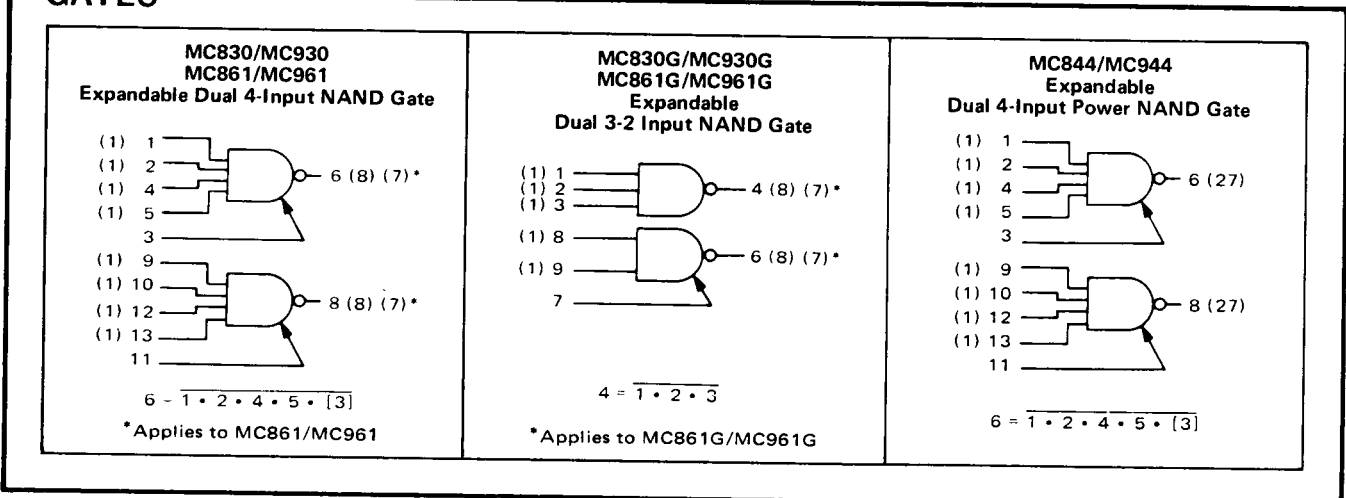 GATES
MC830/MC930
MC861/MC961
Expandable Dual 4-Input NAND Gate
(1) 1
(1) 2
(1) 4
(1) 5
3
6 (8) (7)*
(1) 9
(1) 10
(1) 12
(1) 13
11
8 (8) (7)*
6 - 1 • 2 • 4 • 5 • [3]
*Applies to MC861/MC961
MC830G/MC930G
MC861G/MC961G
Expandable
Dual 3-2 Input NAND Gate
(1) 1
(1) 2
(1) 3
4 (8) (7)*
(1) 8
(1) 9
7
6 (8) (7)*
4 = 1 • 2 • 3
*Applies to MC861G/MC961G
MC844/MC944
Expandable
Dual 4-Input Power NAND Gate
(1) 1
(1) 2
(1) 4
(1) 5
3
6 (27)
(1) 9
(1) 10
(1) 12
(1) 13
11
8 (27)
6 = 1 • 2 • 4 • 5 • [3]